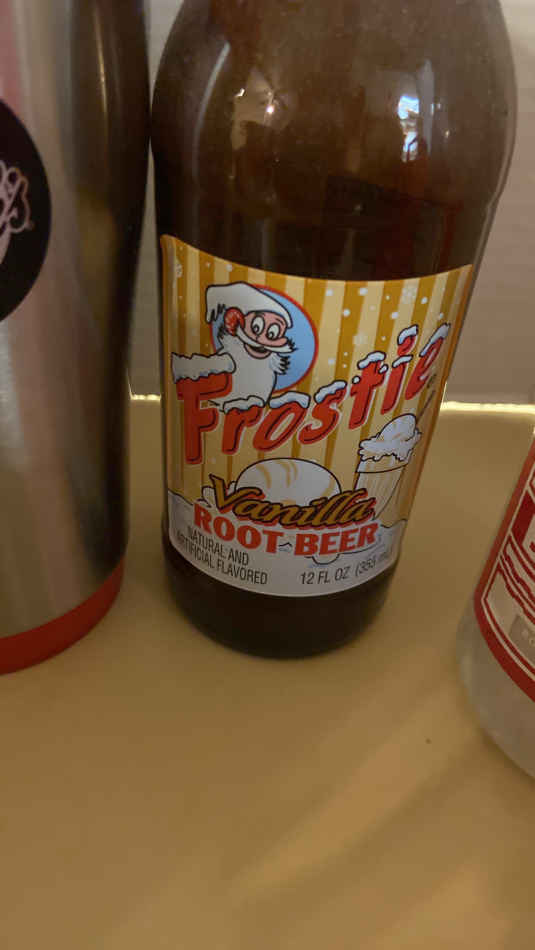 Frostie
Vanilla
ROOT BEER
NATURAL AND
ARTIFICIAL FLAVORED
12 FL OZ (355 mL)